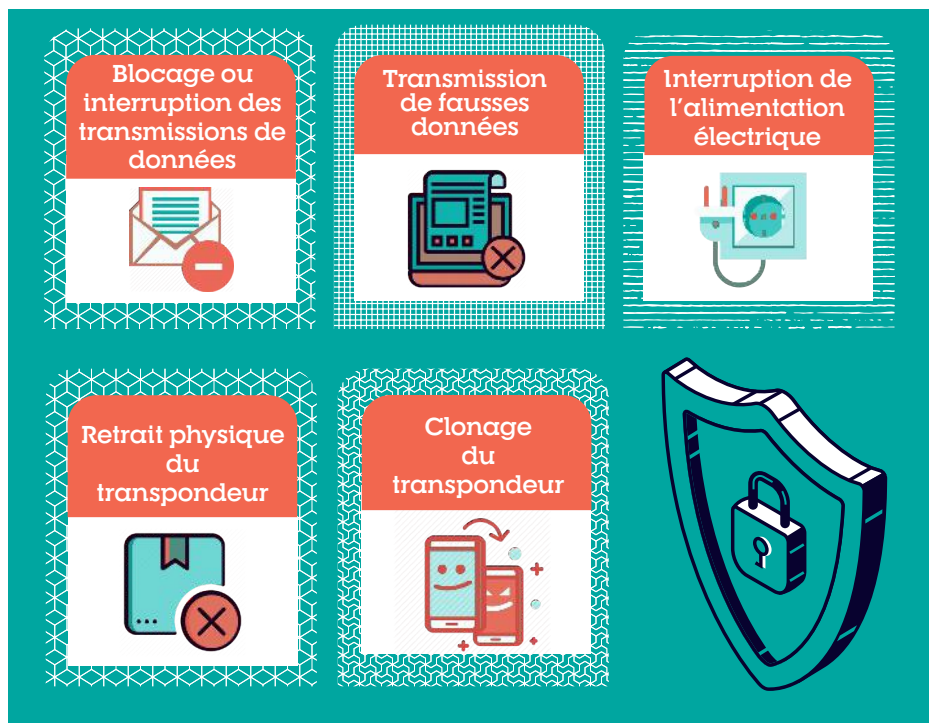 Blocage ou
interruption des
transmissions de
données
Transmission
de fausses
données
Interruption de
l'alimentation
électrique
Retrait physique
du
transpondeur
Clonage
du
transpondeur